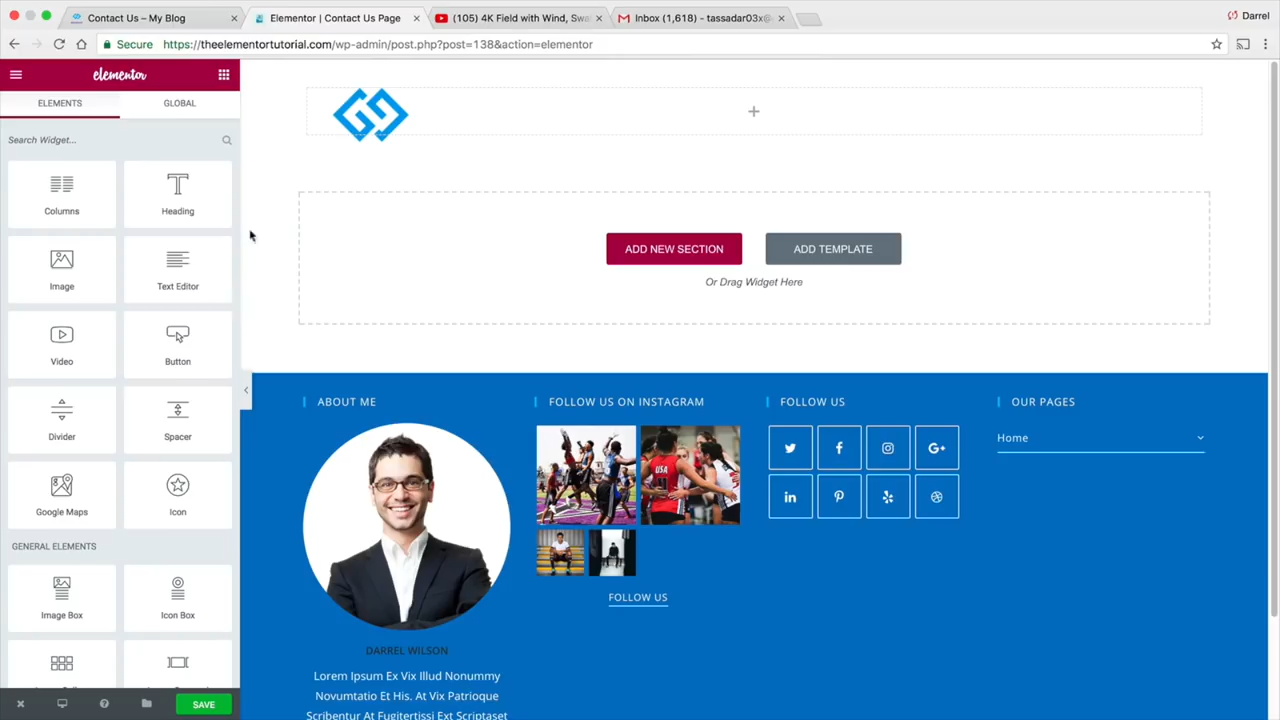 Contact Us – My Blog
Elementor | Contact Us Page
(105) 4K Field with Wind, Swa
Inbox (1,618) - tassadar03x@
Darrel
Secure
https://theelementortutorial.com/wp-admin/post.php?post=138&action=elementor
elementor
ELEMENTS
GLOBAL
Search Widget...
Columns
Heading
Image
Text Editor
Video
Button
Divider
Spacer
Google Maps
Icon
GENERAL ELEMENTS
Image Box
Icon Box
SAVE
ADD NEW SECTION
ADD TEMPLATE
Or Drag Widget Here
ABOUT ME
DARREL WILSON
Lorem Ipsum Ex Vix Illud Nonummy
Novumtatio Et His. At Vix Patrioque
Scribentur At Fugitertissi Ext Scriptaset
FOLLOW US ON INSTAGRAM
USA
FOLLOW US
FOLLOW US
G+
in
OUR PAGES
Home